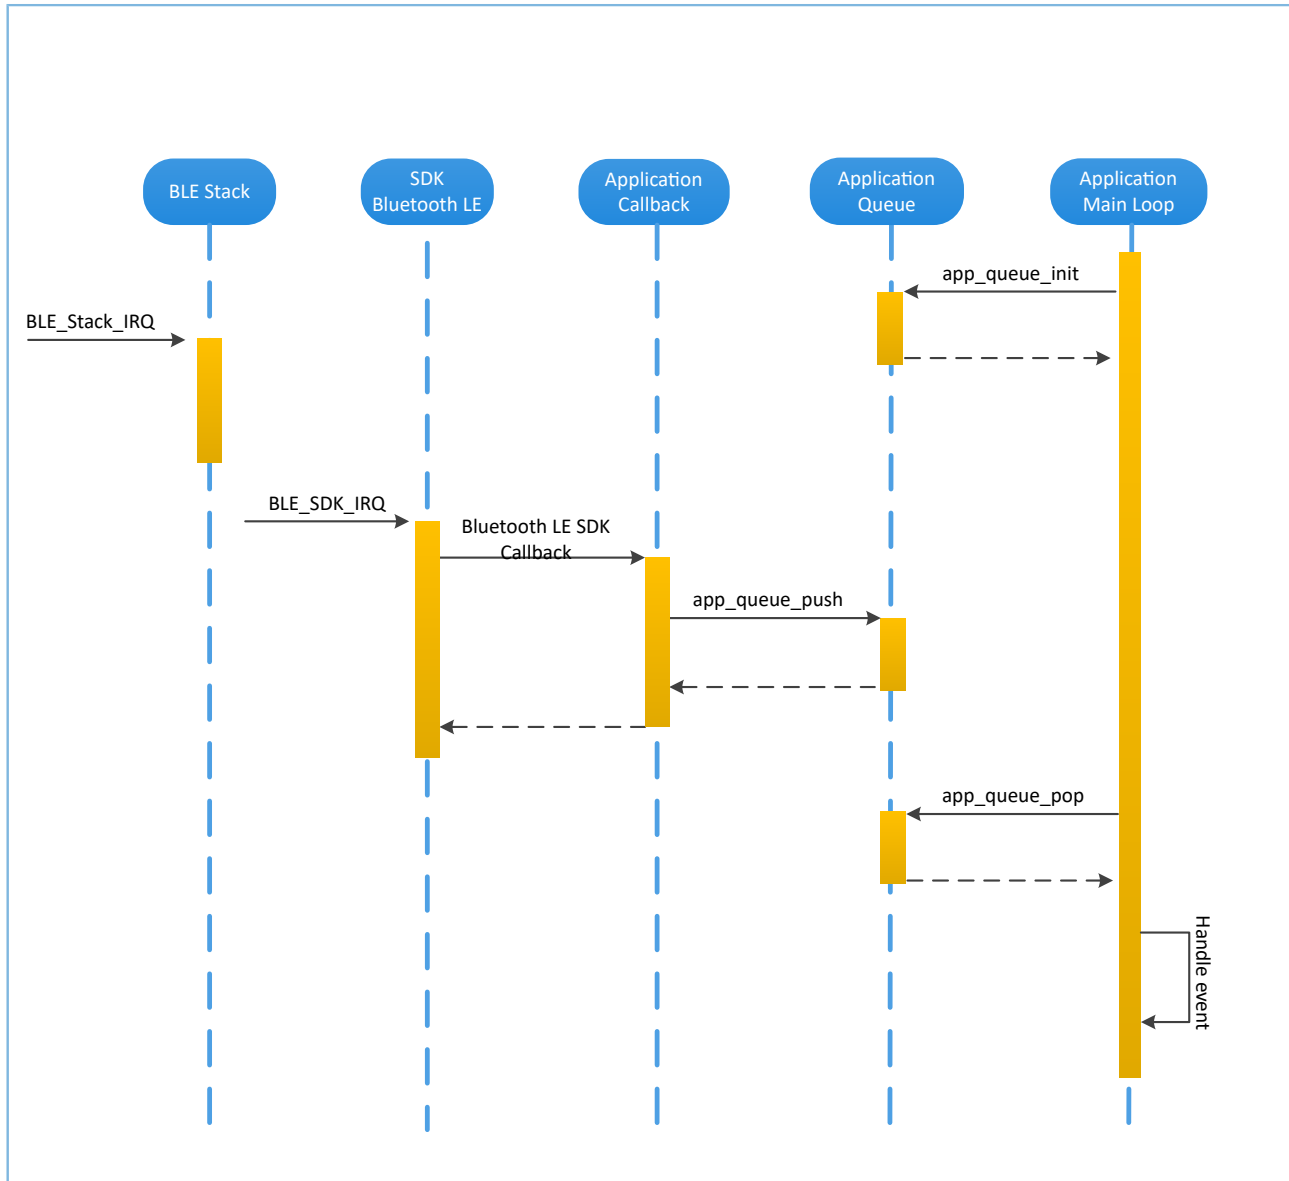 BLE Stack
SDK
Bluetooth LE
Application
Callback
Application
Queue
Application
Main Loop
app_queue_init
BLE_Stack_IRQ
BLE_SDK_IRQ
Bluetooth LE SDK
Callback
app_queue_push
app_queue_pop
Handle event